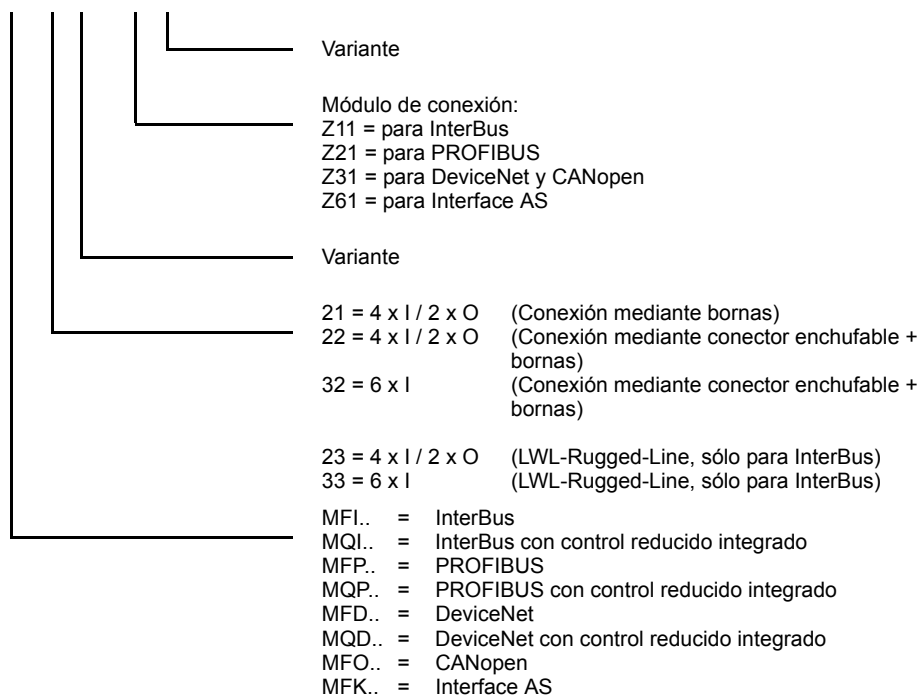 Variante
Módulo de conexión:
Z11 = para InterBus
Z21 = para PROFIBUS
Z31 = para DeviceNet y CANopen
Z61 = para Interface AS
Variante
21 = 4 x I / 2 x O (Conexión mediante bornas)
22 = 4 x I / 2 x O (Conexión mediante conector enchufable +
bornas)
32 = 6 x I (Conexión mediante conector enchufable +
bornas)
23 = 4 x I / 2 x O (LWL-Rugged-Line, sólo para InterBus)
33 = 6 x I (LWL-Rugged-Line, sólo para InterBus)
MFI.. = InterBus
MQI.. = InterBus con control reducido integrado
MFP.. = PROFIBUS
MQP.. = PROFIBUS con control reducido integrado
MFD.. = DeviceNet
MQD.. = DeviceNet con control reducido integrado
MFO.. = CANopen
MFK.. = Interface AS